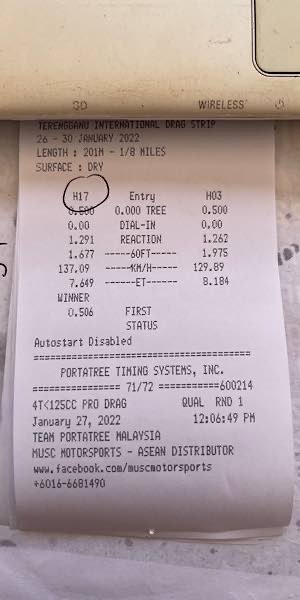 SD WIRELESS
TERENGGANU INTERNATIONAL DRAG STRIP
26 - 30 JANUARY 2022
LENGTH : 201M - 1/8 MILES
SURFACE : DRY
H17 Entry H03
0.500 0.000 TREE 0.500
0.00 DIAL-IN 0.00
1.291 REACTION 1.262
1.677 -----60FT---- 1.975
137.09 ------KM/H----- 129.89
7.649 ------ET------ 8.184
WINNER
0.506 FIRST
STATUS
Autostart Disabled
========================================
PORTATREE TIMING SYSTEMS, INC.
================ 71/72 ===========600214
4T<125CC PRO DRAG QUAL RND 1
January 27, 2022 12:06:49 PM
TEAM PORTATREE MALAYSIA
MUSC MOTORSPORTS - ASEAN DISTRIBUTOR
www.facebook.com/muscmotorsports
+6016-6681490